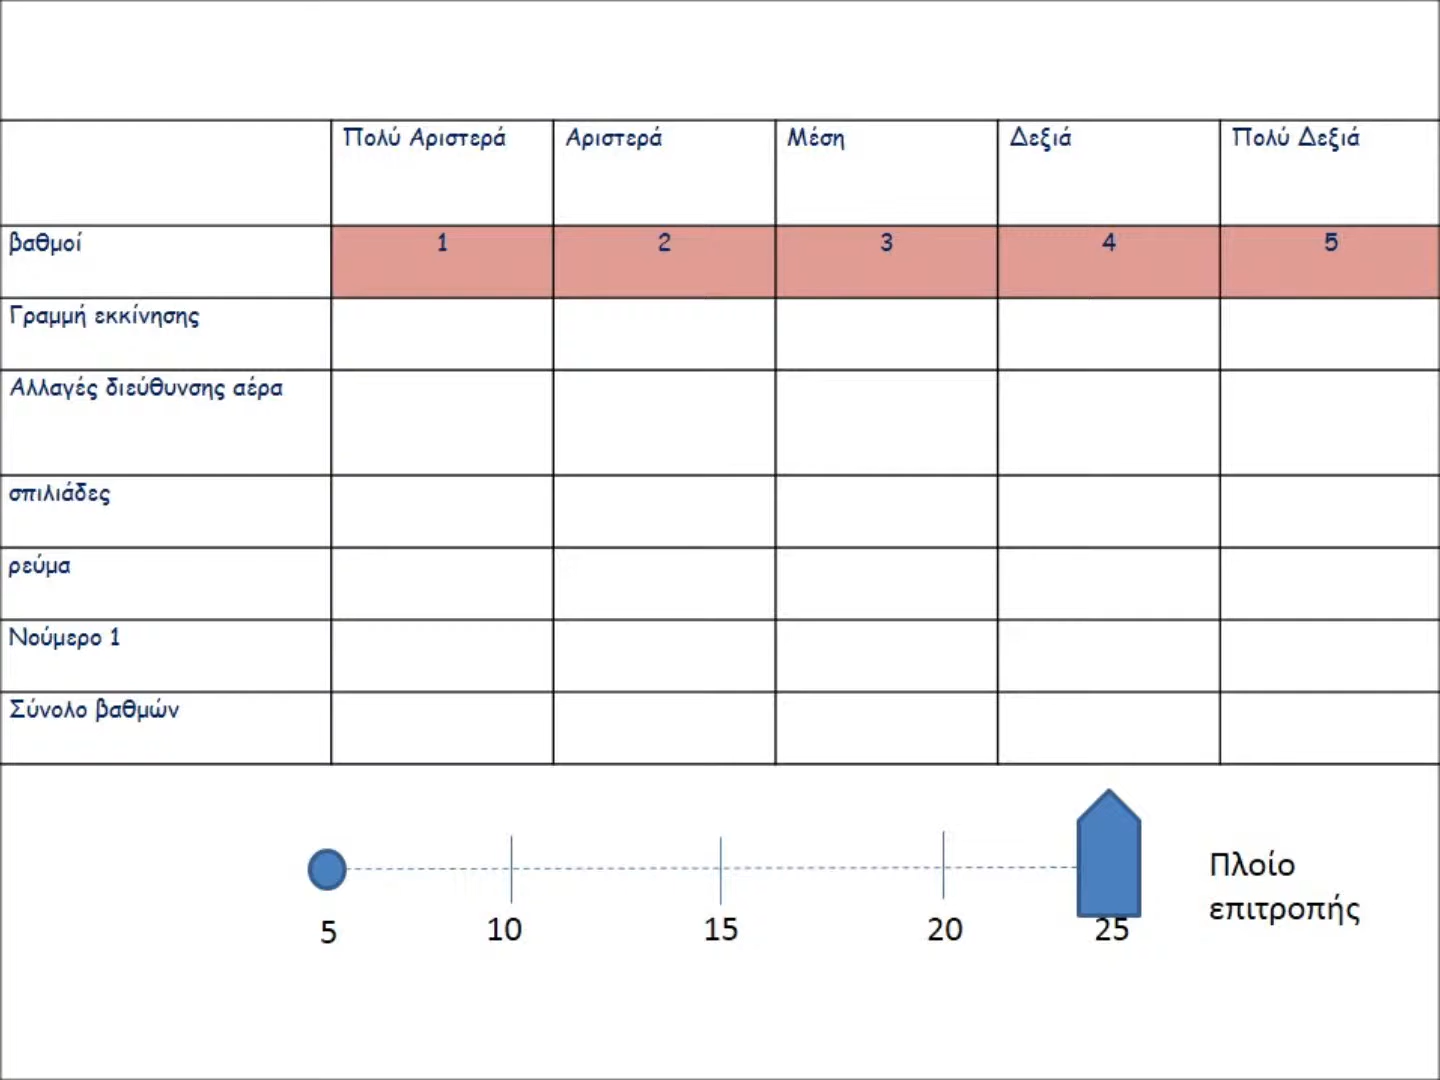 Πολύ Αριστερά Αριστερά Μέση Δεξιά Πολύ Δεξιά
βαθμοί 1 2 3 4 5
Γραμμή εκκίνησης
Αλλαγές διεύθυνσης αέρα
σπιλιάδες
ρεύμα
Νούμερο 1
Σύνολο βαθμών
Πλοίο
επιτροπής
5 10 15 20 25